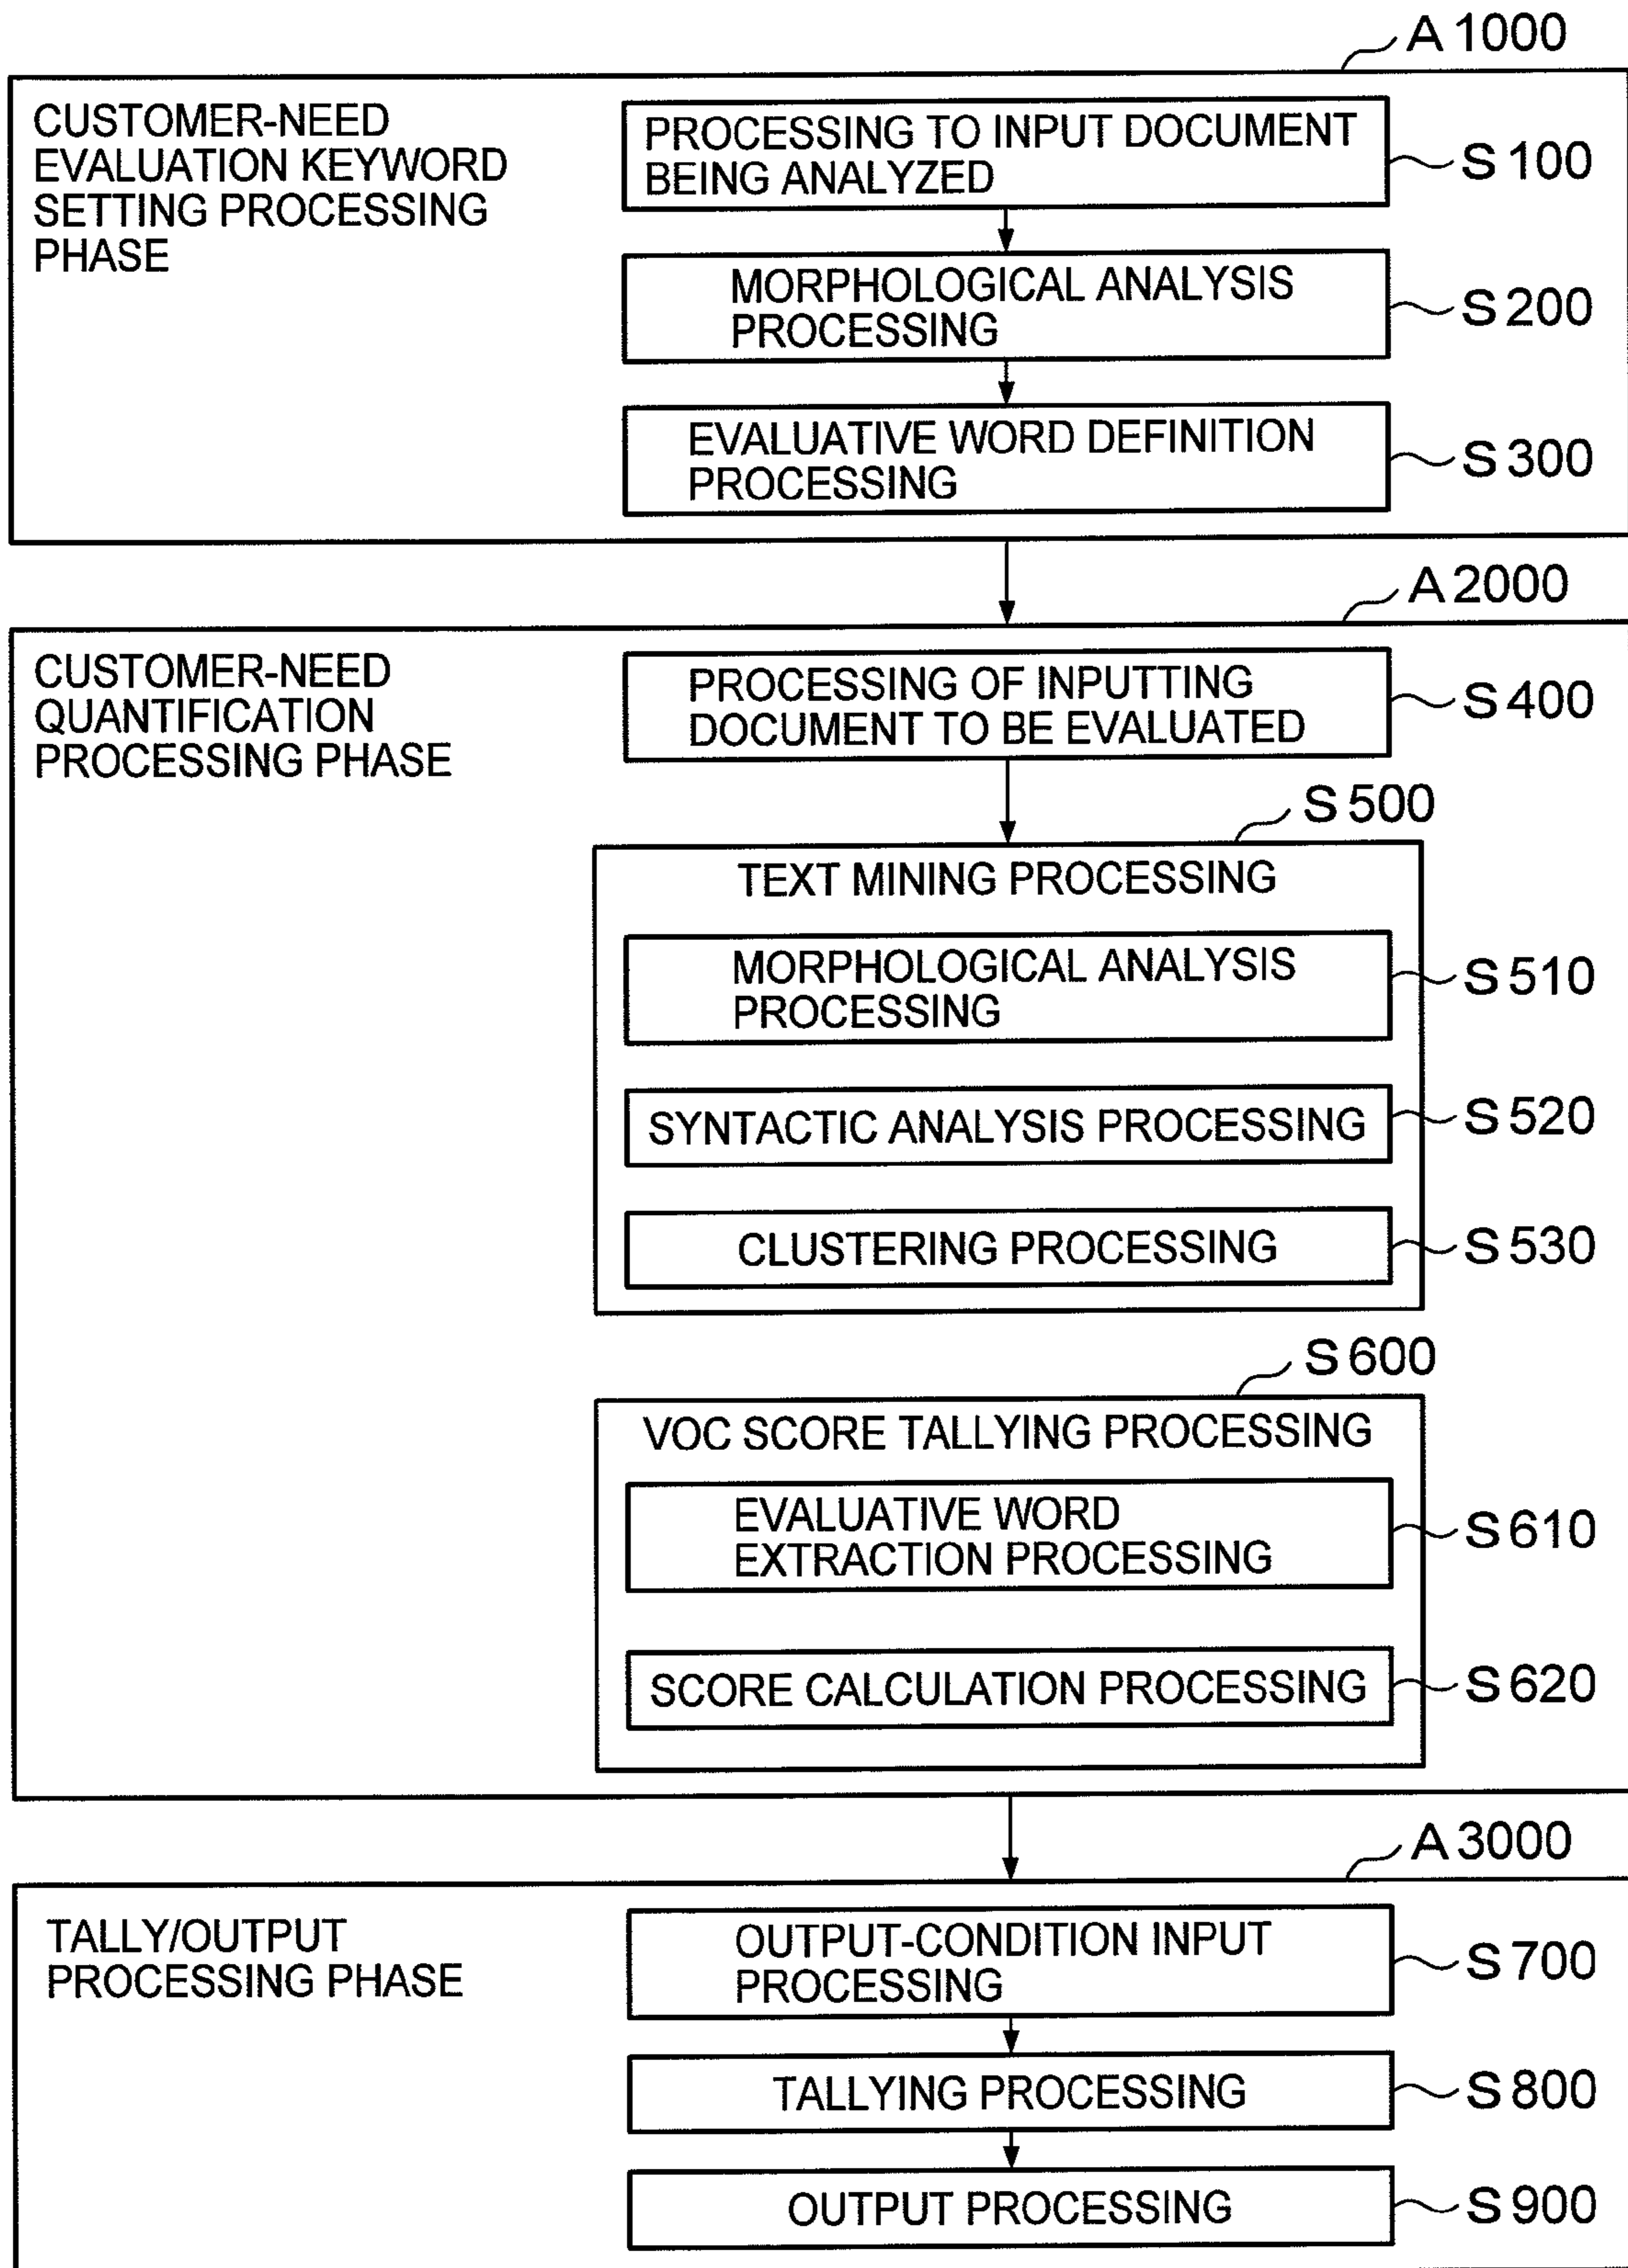 A1000
CUSTOMER-NEED
EVALUATION KEYWORD
SETTING PROCESSING
PHASE
PROCESSING TO INPUT DOCUMENT
BEING ANALYZED
S100
MORPHOLOGICAL ANALYSIS
PROCESSING
S200
EVALUATIVE WORD DEFINITION
PROCESSING
S300
A2000
CUSTOMER-NEED
QUANTIFICATION
PROCESSING PHASE
PROCESSING OF INPUTTING
DOCUMENT TO BE EVALUATED
S400
S500
TEXT MINING PROCESSING
MORPHOLOGICAL ANALYSIS
PROCESSING
S510
SYNTACTIC ANALYSIS PROCESSING
S520
CLUSTERING PROCESSING
S530
S600
VOC SCORE TALLYING PROCESSING
EVALUATIVE WORD
EXTRACTION PROCESSING
S610
SCORE CALCULATION PROCESSING
S620
A3000
TALLY/OUTPUT
PROCESSING PHASE
OUTPUT-CONDITION INPUT
PROCESSING
S700
TALLYING PROCESSING
S800
OUTPUT PROCESSING
S900